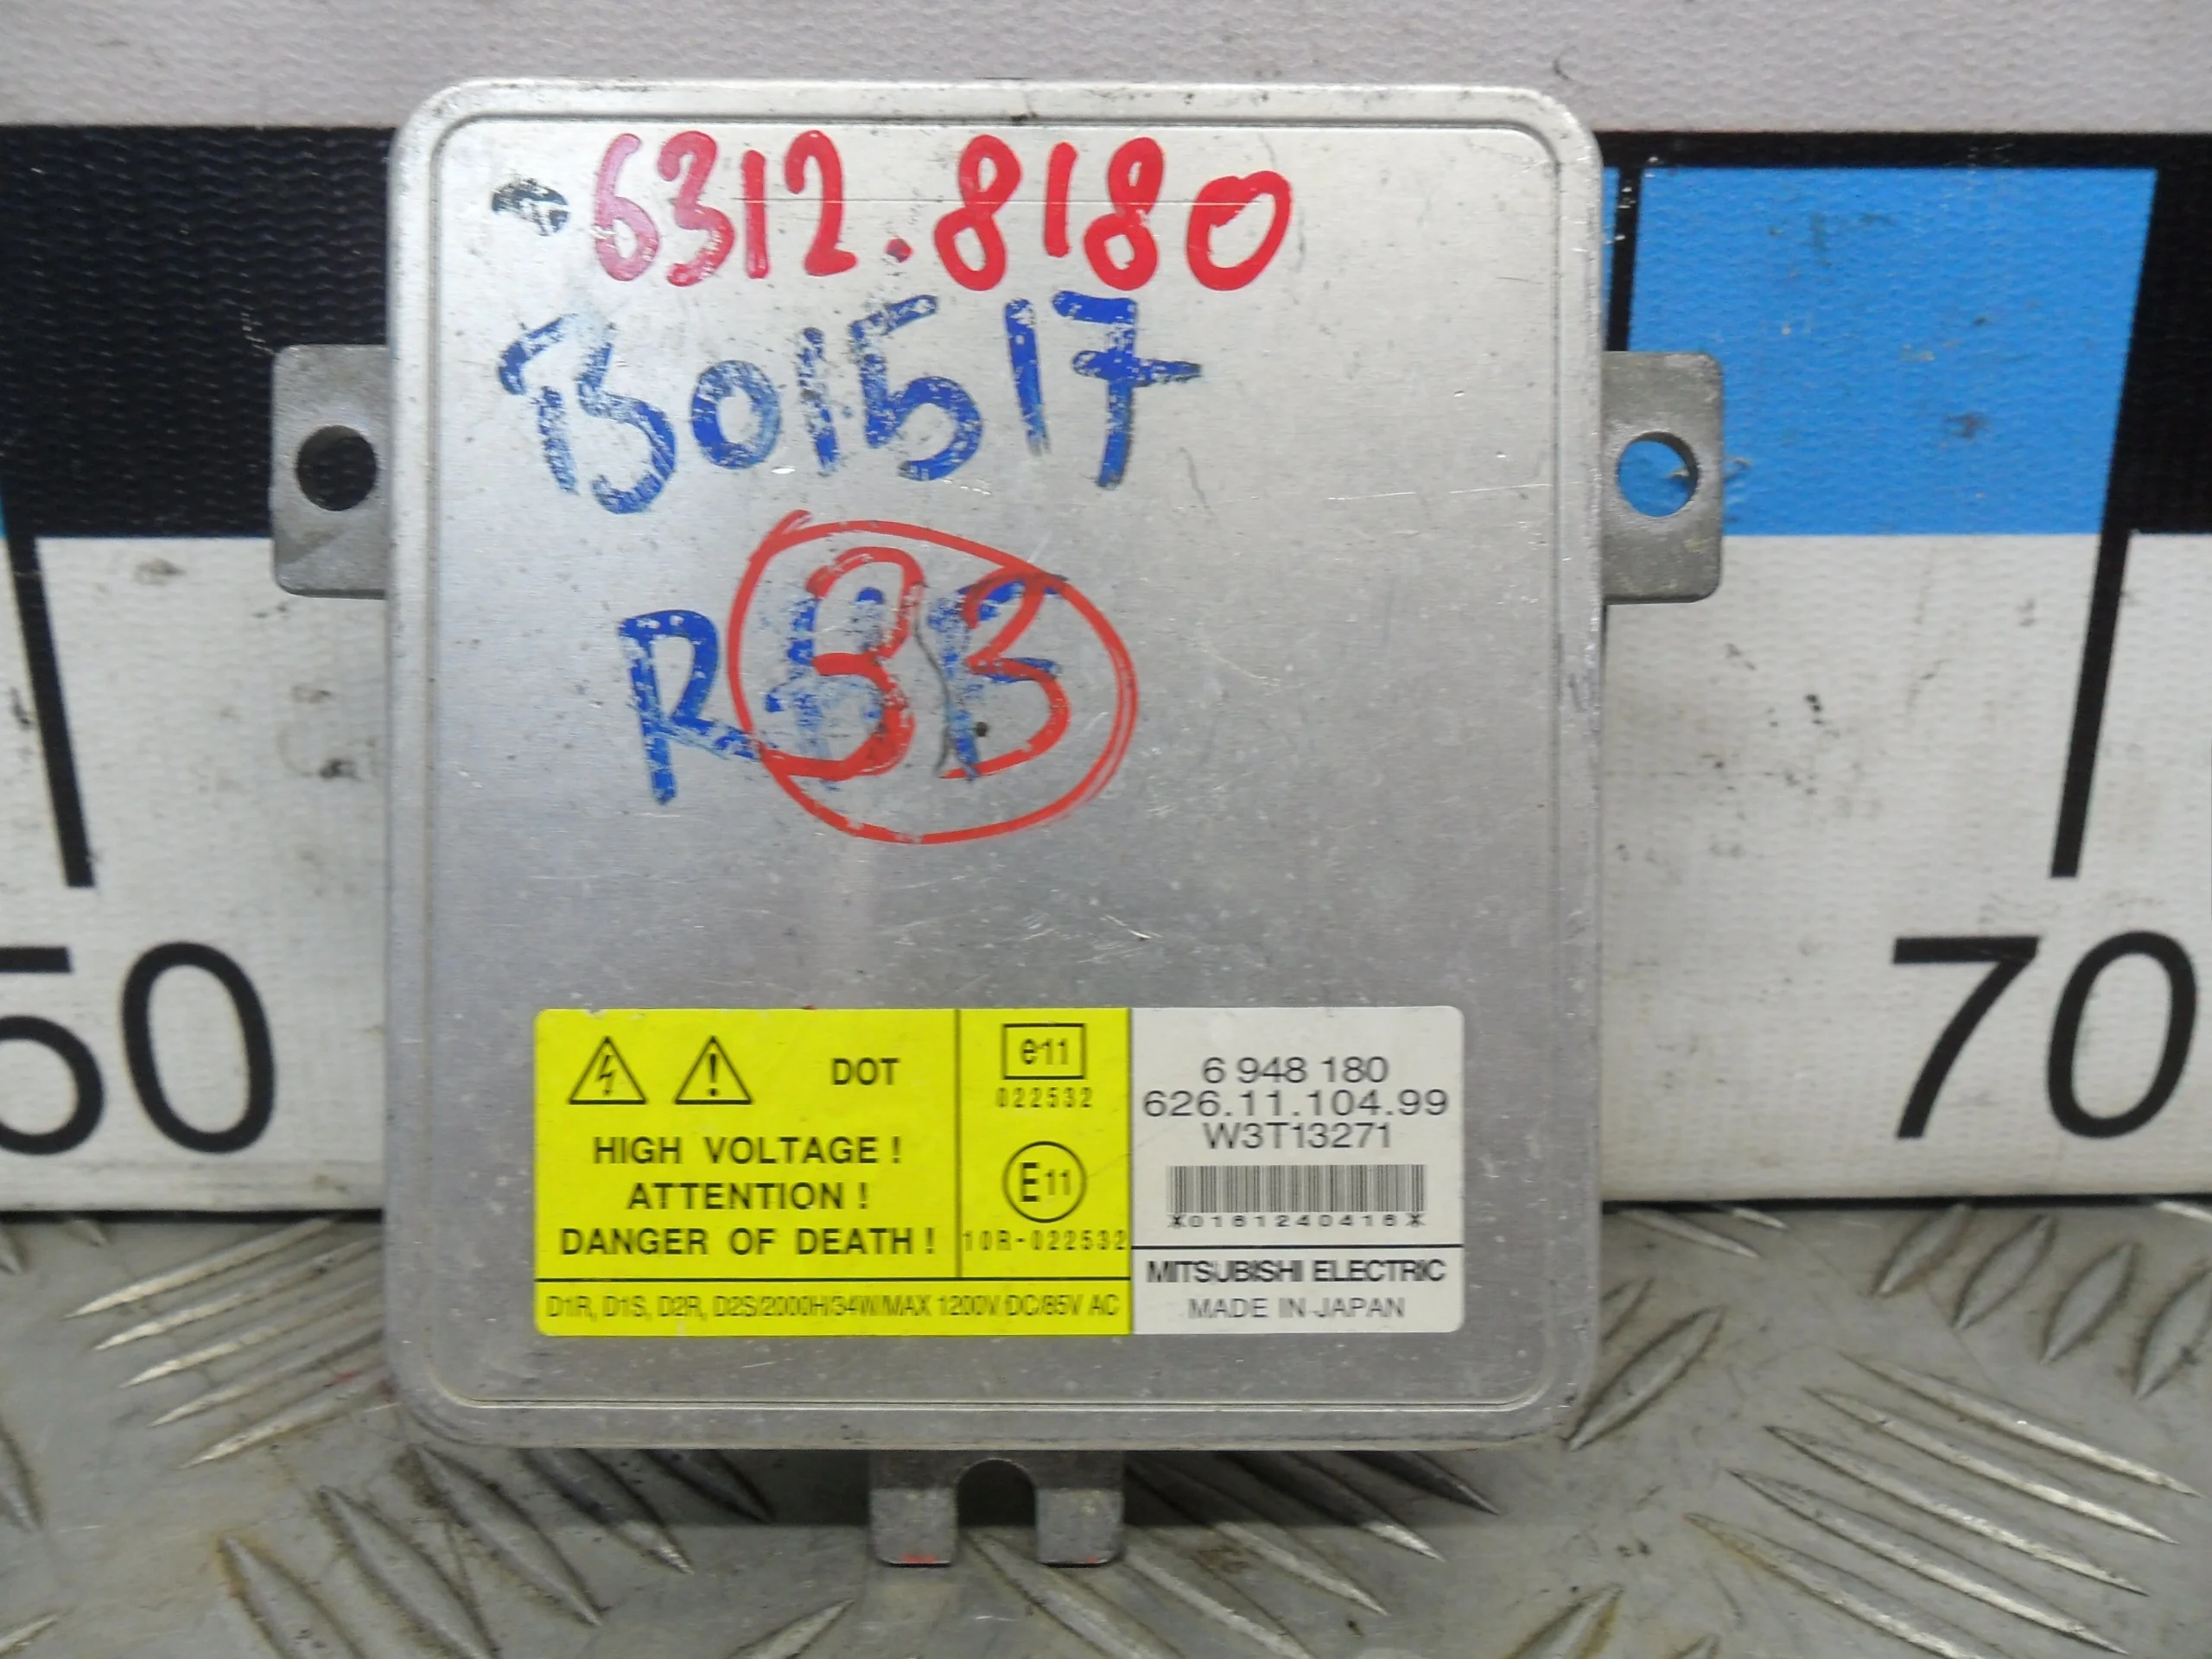 6312.8180
B01517
R 33
50
70
DOT
HIGH VOLTAGE !
ATTENTION !
DANGER OF DEATH !
e11
022532
E11
10R-022532
D1R, D1S, D2R, D2S/2000H/34W/MAX 1200V DC/85V AC
6 948 180
626.11.104.99
W3T13271
X0161240416X
MITSUBISHI ELECTRIC
MADE IN JAPAN